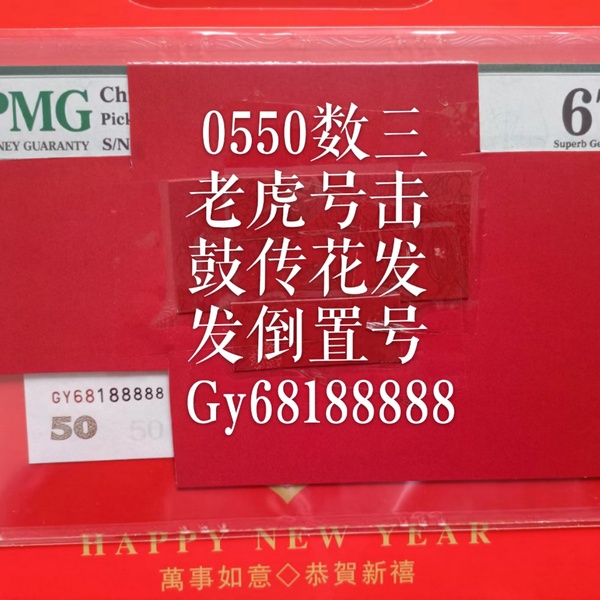 PMG
Ch
Pick
NEY GUARANTY
S/N
67
Superb Ge
0550数三
老虎号击
鼓传花发
发倒置号
Gy68188888
GY68188888
50
50
HAPPY NEW YEAR
萬事如意◇恭賀新禧